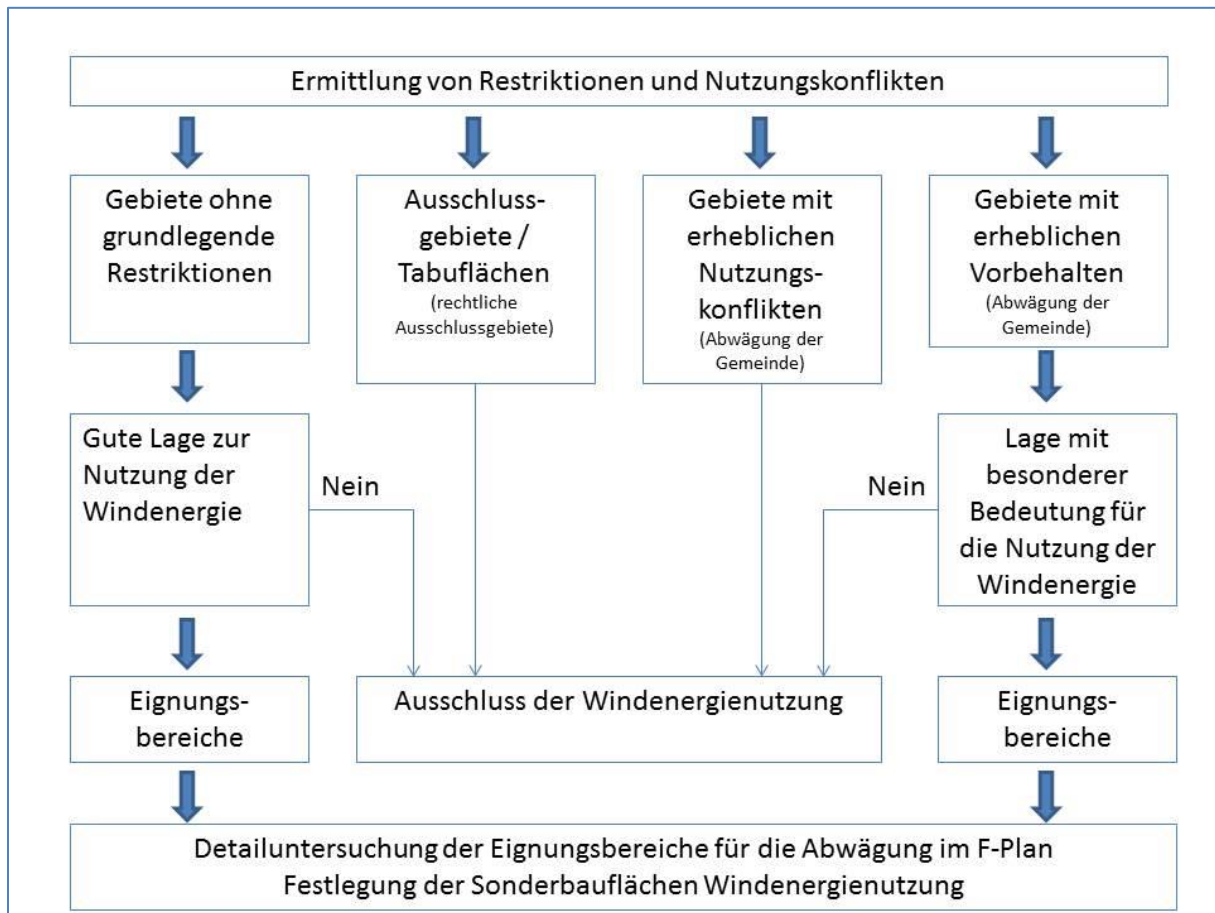 Ermittlung von Restriktionen und Nutzungskonflikten
Gebiete ohne
grundlegende
Restriktionen
Ausschluss-
gebiete /
Tabuflächen
(rechtliche
Ausschlussgebiete)
Gebiete mit
erheblichen
Nutzungs-
konflikten
(Abwägung der
Gemeinde)
Gebiete mit
erheblichen
Vorbehalten
(Abwägung der
Gemeinde)
Gute Lage zur
Nutzung der
Windenergie
Nein
Nein
Lage mit
besonderer
Bedeutung für
die Nutzung der
Windenergie
Eignungs-
bereiche
Ausschluss der Windenergienutzung
Eignungs-
bereiche
Detailuntersuchung der Eignungsbereiche für die Abwägung im F-Plan
Festlegung der Sonderbauflächen Windenergienutzung